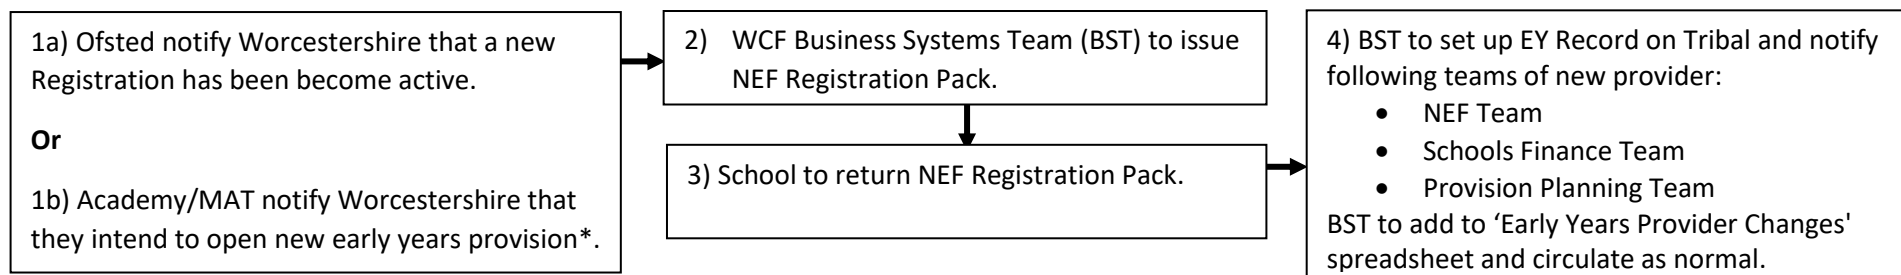 1a) Ofsted notify Worcestershire that a new
Registration has been become active.
Or
1b) Academy/MAT notify Worcestershire that
they intend to open new early years provision*.
2) WCF Business Systems Team (BST) to issue
NEF Registration Pack.
3) School to return NEF Registration Pack.
4) BST to set up EY Record on Tribal and notify
following teams of new provider:
• NEF Team
• Schools Finance Team
• Provision Planning Team
BST to add to ‘Early Years Provider Changes'
spreadsheet and circulate as normal.